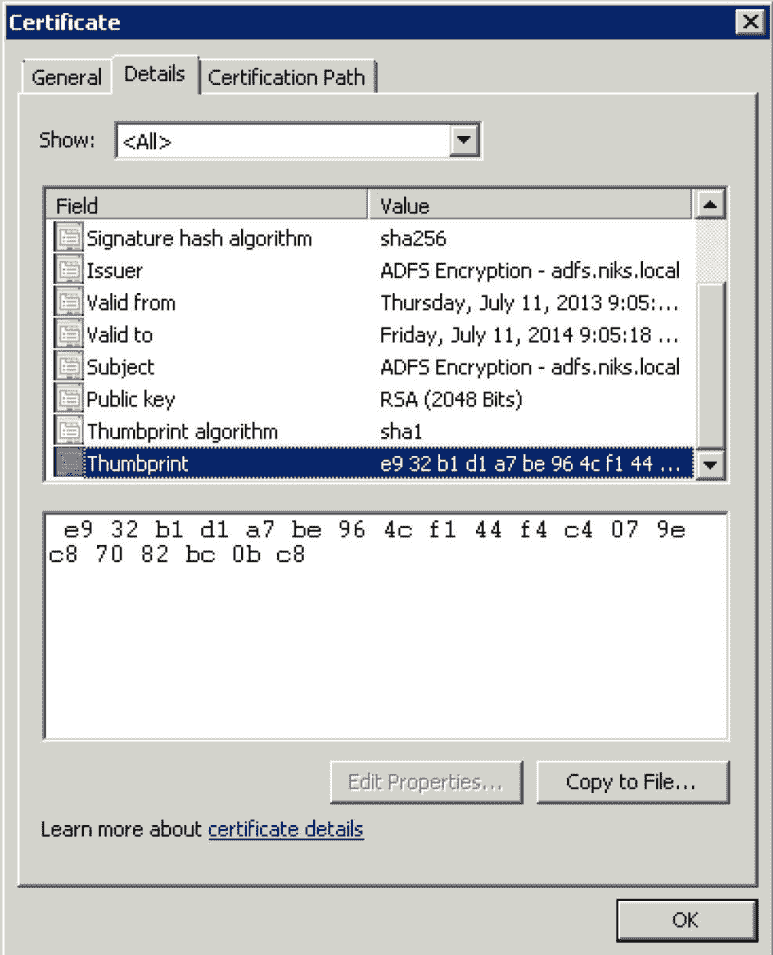 Certificate
General Details Certification Path
Show: <All>
Field Value
Signature hash algorithm sha256
Issuer ADFS Encryption - adfs.niks.local
Valid from Thursday, July 11, 2013 9:05:...
Valid to Friday, July 11, 2014 9:05:18 ...
Subject ADFS Encryption - adfs.niks.local
Public key RSA (2048 Bits)
Thumbprint algorithm sha1
Thumbprint e9 32 b1 d1 a7 be 96 4c f1 44 ...
e9 32 b1 d1 a7 be 96 4c f1 44 f4 c4 07 9e
c8 70 82 bc 0b c8
Edit Properties... Copy to File...
Learn more about certificate details
OK